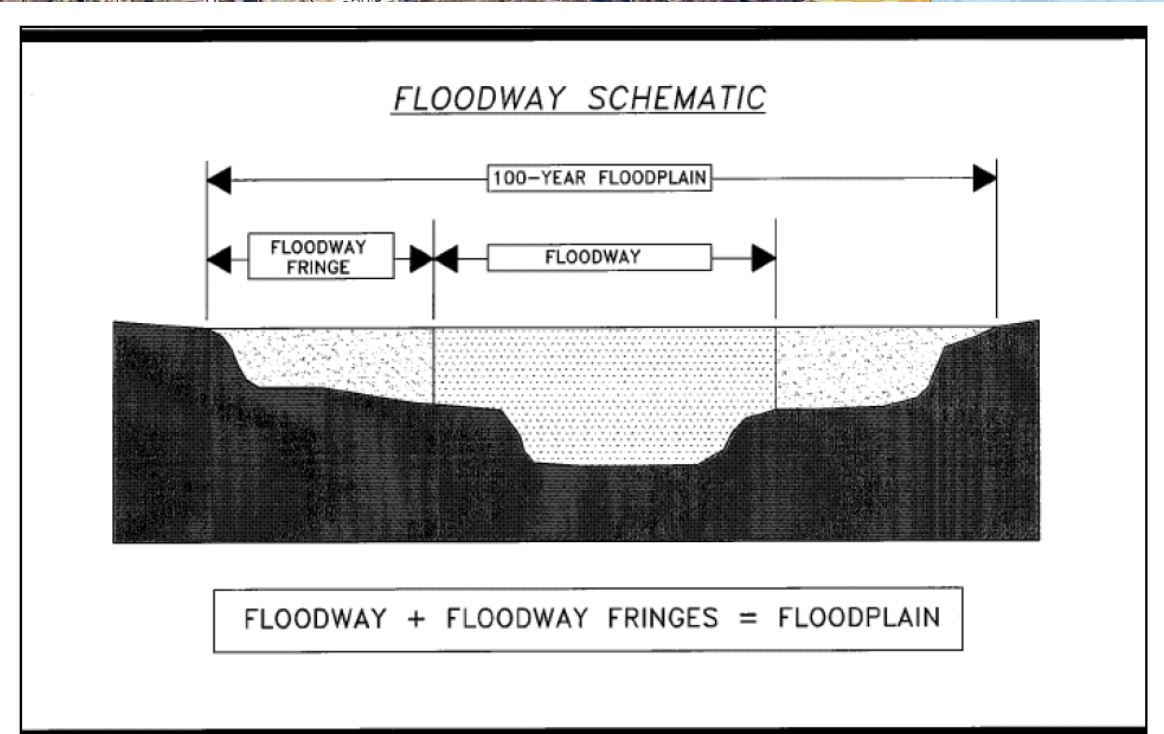 FLOODWAY SCHEMATIC
100-YEAR FLOODPLAIN
FLOODWAY
FRINGE
FLOODWAY
FLOODWAY + FLOODWAY FRINGES = FLOODPLAIN